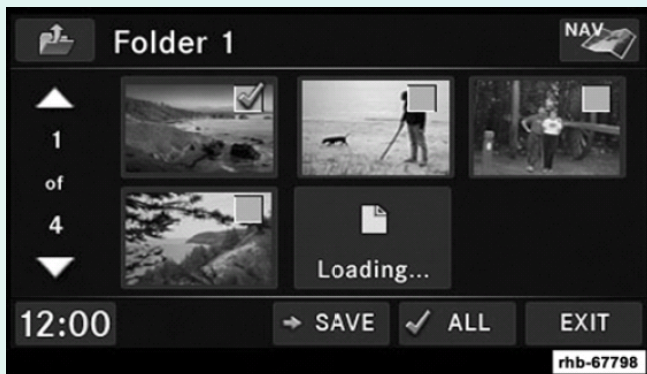 Folder 1
NAV
1
of
4
Loading...
12:00
SAVE
ALL
EXIT
rhb-67798